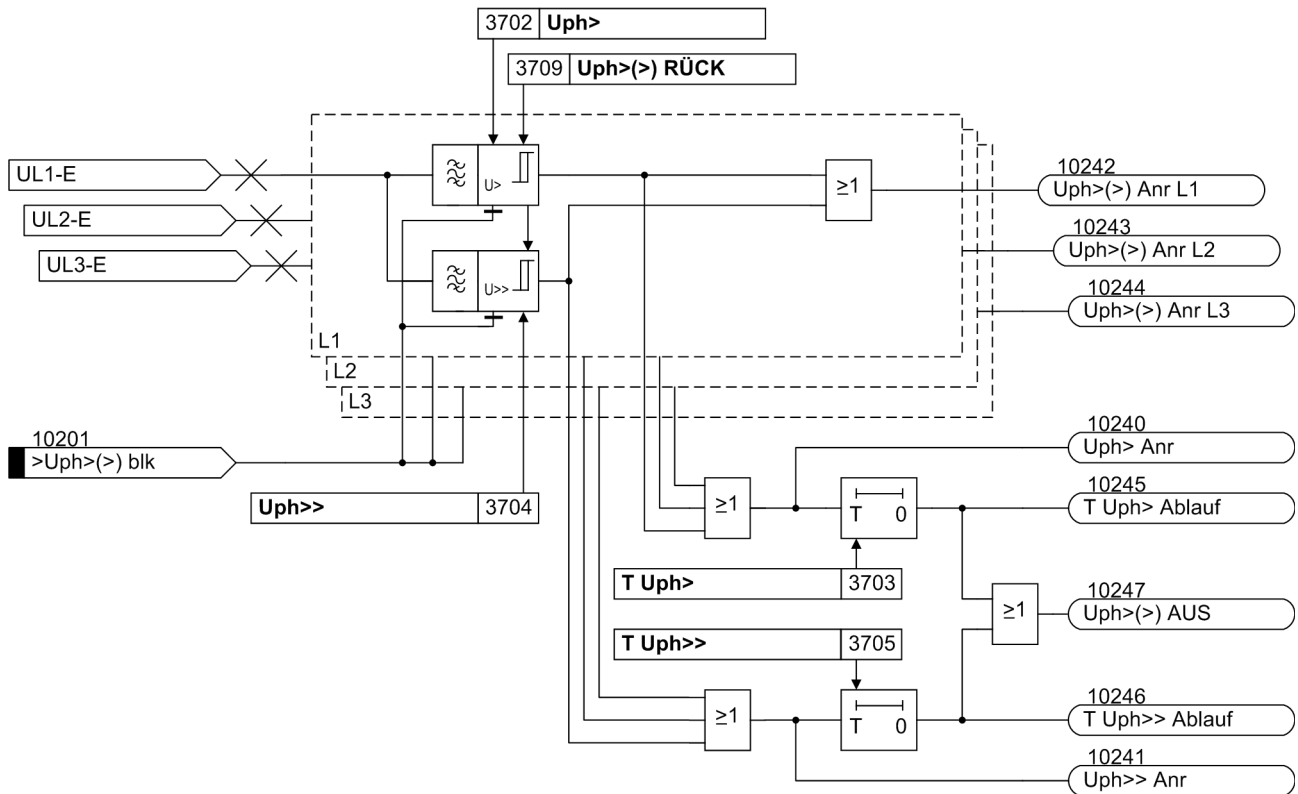 3702 Uph>
3709 Uph>(>) RÜCK
UL1-E
UL2-E
UL3-E
U>
U>>
≥1
10242
Uph>(>) Anr L1
10243
Uph>(>) Anr L2
10244
Uph>(>) Anr L3
L1
L2
L3
10201
>Uph>(>) blk
Uph>> 3704
10240
Uph> Anr
≥1
T 0
10245
T Uph> Ablauf
T Uph> 3703
≥1
10247
Uph>(>) AUS
T Uph>> 3705
≥1
T 0
10246
T Uph>> Ablauf
10241
Uph>> Anr